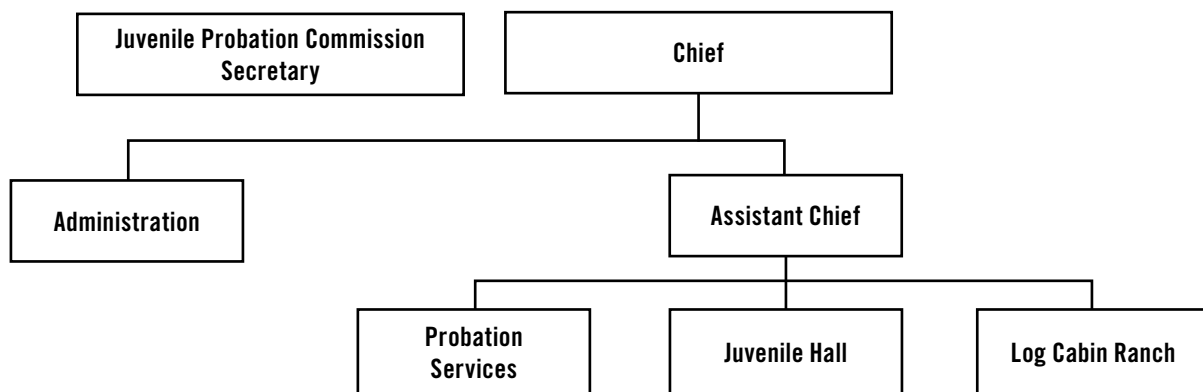 Juvenile Probation Commission
Secretary
Chief
Administration
Assistant Chief
Probation
Services
Juvenile Hall
Log Cabin Ranch